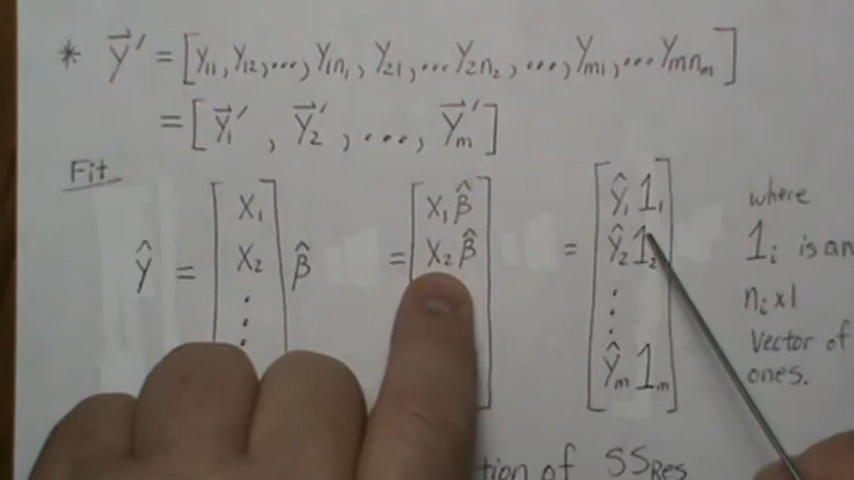 * Y⃗' = [Y₁₁, Y₁₂, ..., Y₁ₙ₁, Y₂₁, ... Y₂ₙ₂, ..., Yₘ₁, ... Yₘₙₘ]
= [Y⃗₁', Y⃗₂', ..., Y⃗ₘ']
Fit
Ŷ = [X₁ X₂ ⋮ β̂ = [X₁β̂ X₂β̂ = [Ŷ₁1₁ Ŷ₂1₂ ⋮ Ŷₘ1ₘ]
where
1ᵢ is an
nᵢ x 1
Vector of
ones.
of SS_Res